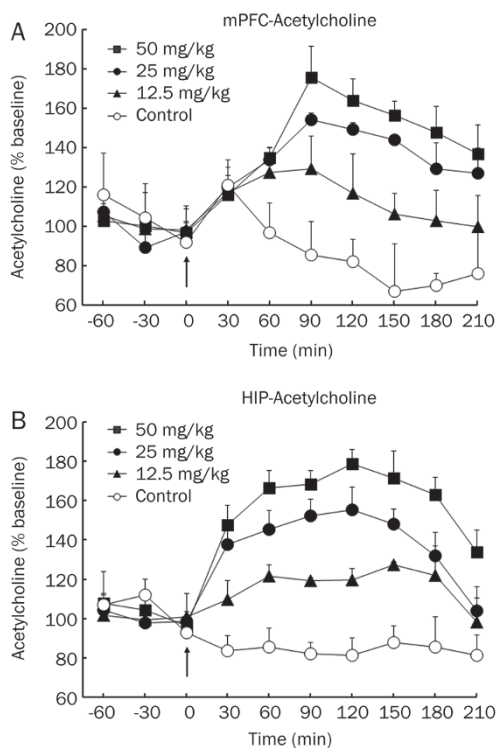 A
mPFC-Acetylcholine
50 mg/kg
25 mg/kg
12.5 mg/kg
Control
Acetylcholine (% baseline)
200
180
160
140
120
100
80
60
-60 -30 0 30 60 90 120 150 180 210
Time (min)
B
HIP-Acetylcholine
50 mg/kg
25 mg/kg
12.5 mg/kg
Control
Acetylcholine (% baseline)
200
180
160
140
120
100
80
60
-60 -30 0 30 60 90 120 150 180 210
Time (min)